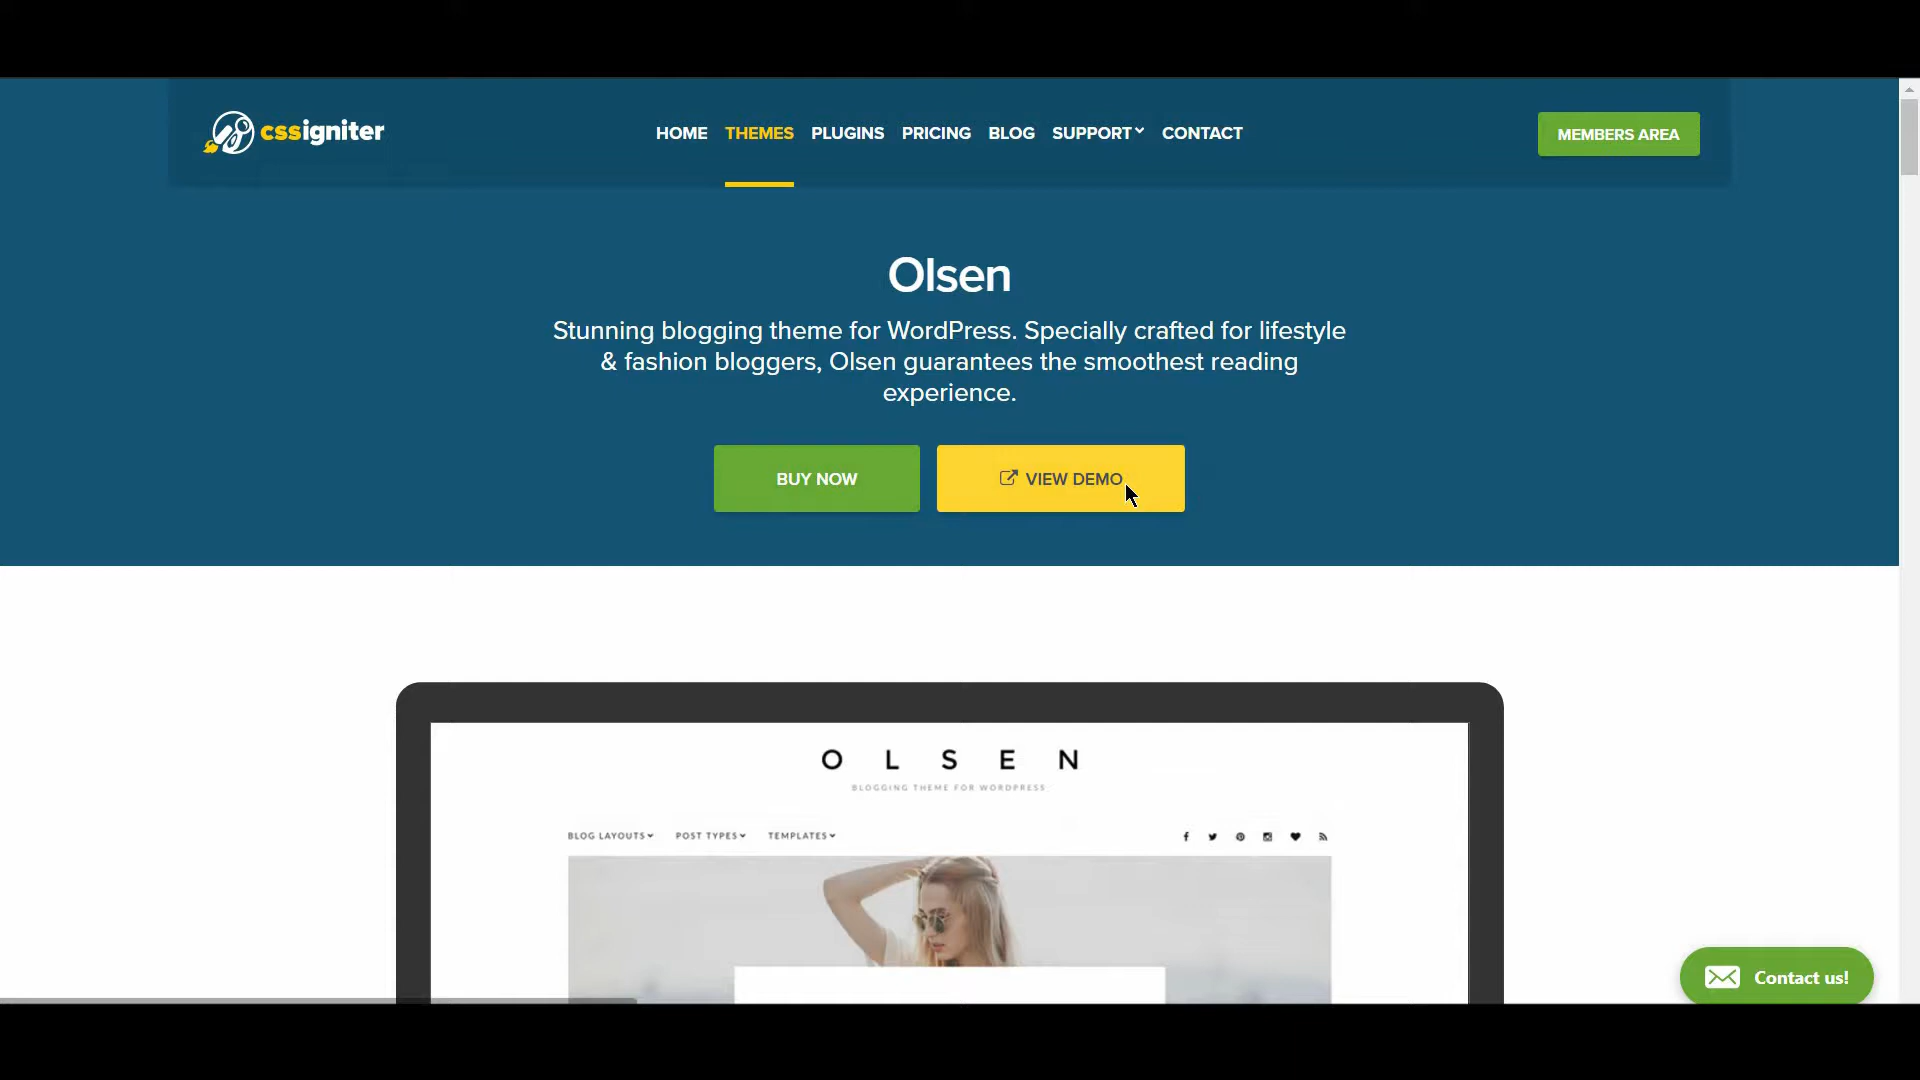 cssigniter
HOME THEMES PLUGINS PRICING BLOG SUPPORT CONTACT
MEMBERS AREA
Olsen
Stunning blogging theme for WordPress. Specially crafted for lifestyle
& fashion bloggers, Olsen guarantees the smoothest reading
experience.
BUY NOW
VIEW DEMO
OLSEN
BLOGGING THEME FOR WORDPRESS
BLOG LAYOUTS POST TYPES TEMPLATES
Contact us!